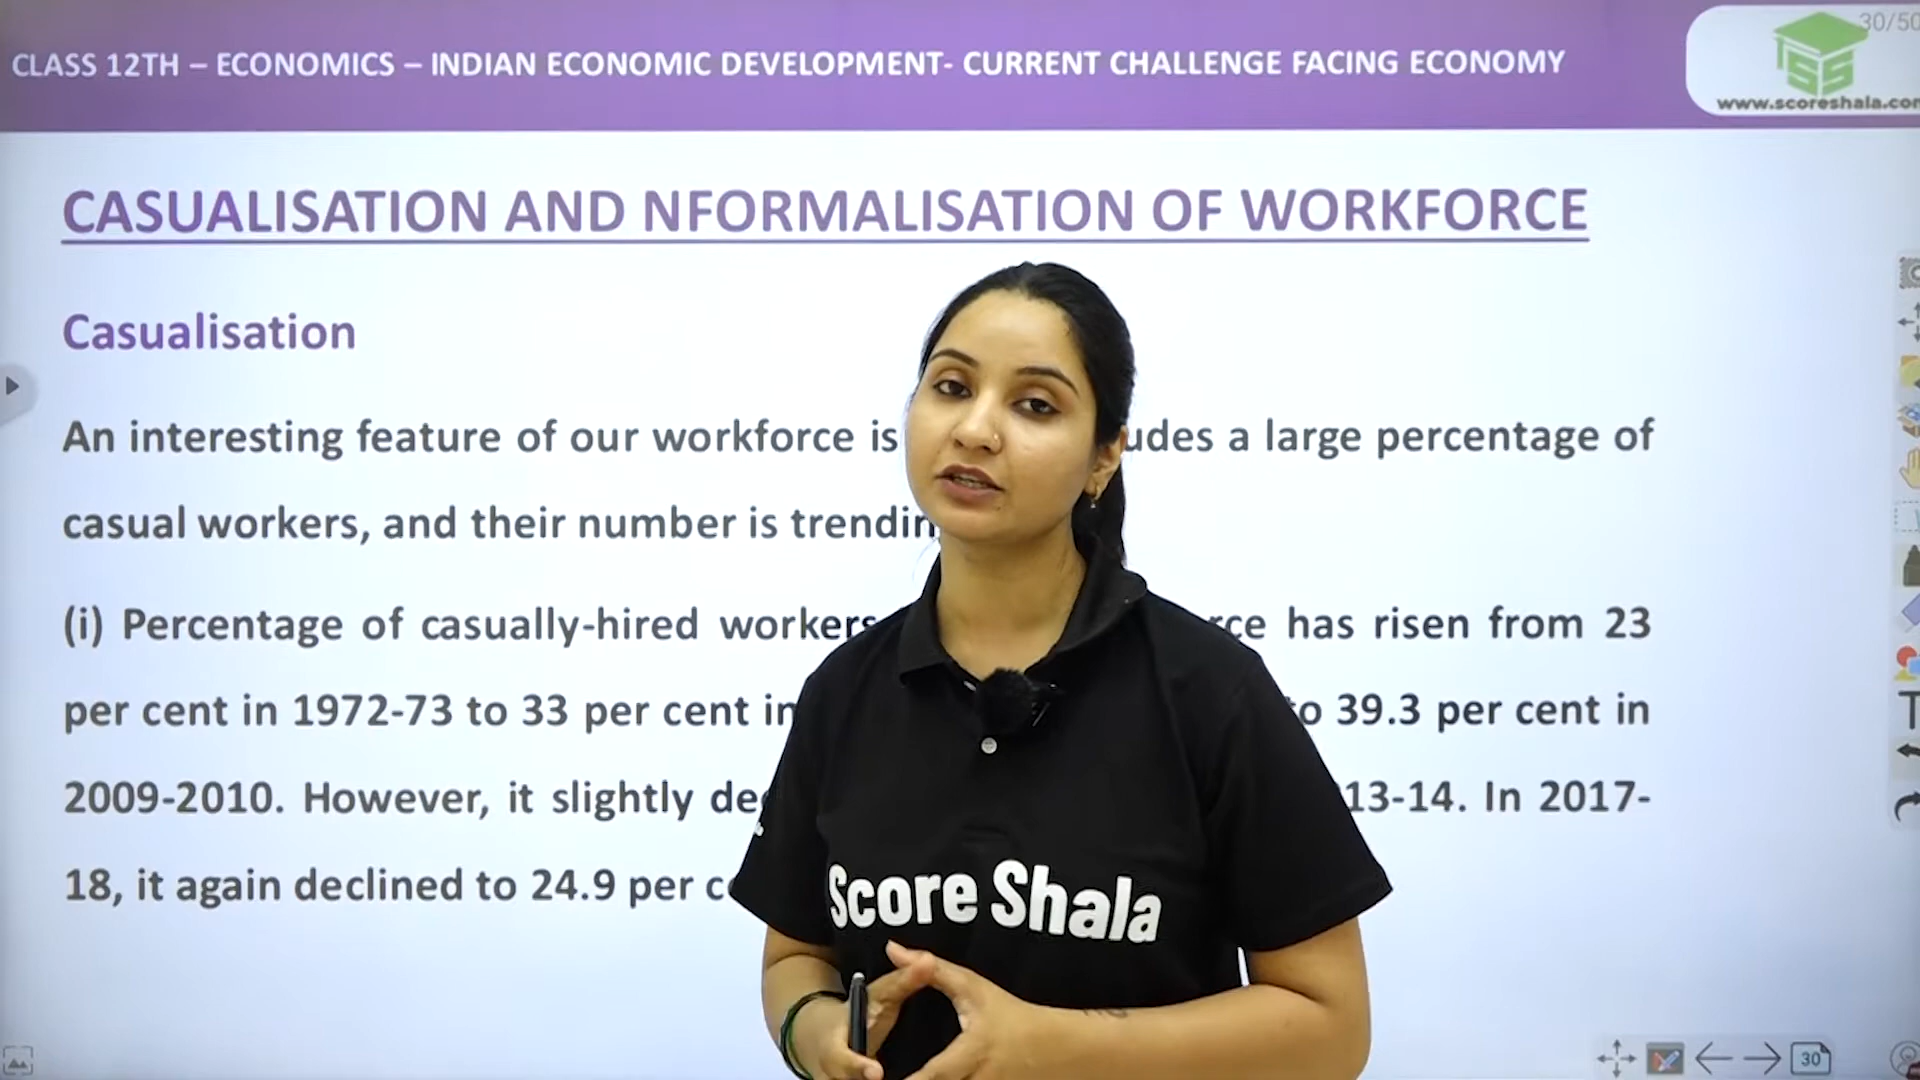 CLASS 12TH – ECONOMICS – INDIAN ECONOMIC DEVELOPMENT- CURRENT CHALLENGE FACING ECONOMY
30/50
SS
www.scoreshala.com
CASUALISATION AND NFORMALISATION OF WORKFORCE
Casualisation
An interesting feature of our workforce is udes a large percentage of
casual workers, and their number is trendin
(i) Percentage of casually-hired workers rce has risen from 23
per cent in 1972-73 to 33 per cent in to 39.3 per cent in
2009-2010. However, it slightly dec 13-14. In 2017-
18, it again declined to 24.9 per ce
Score Shala
T
30